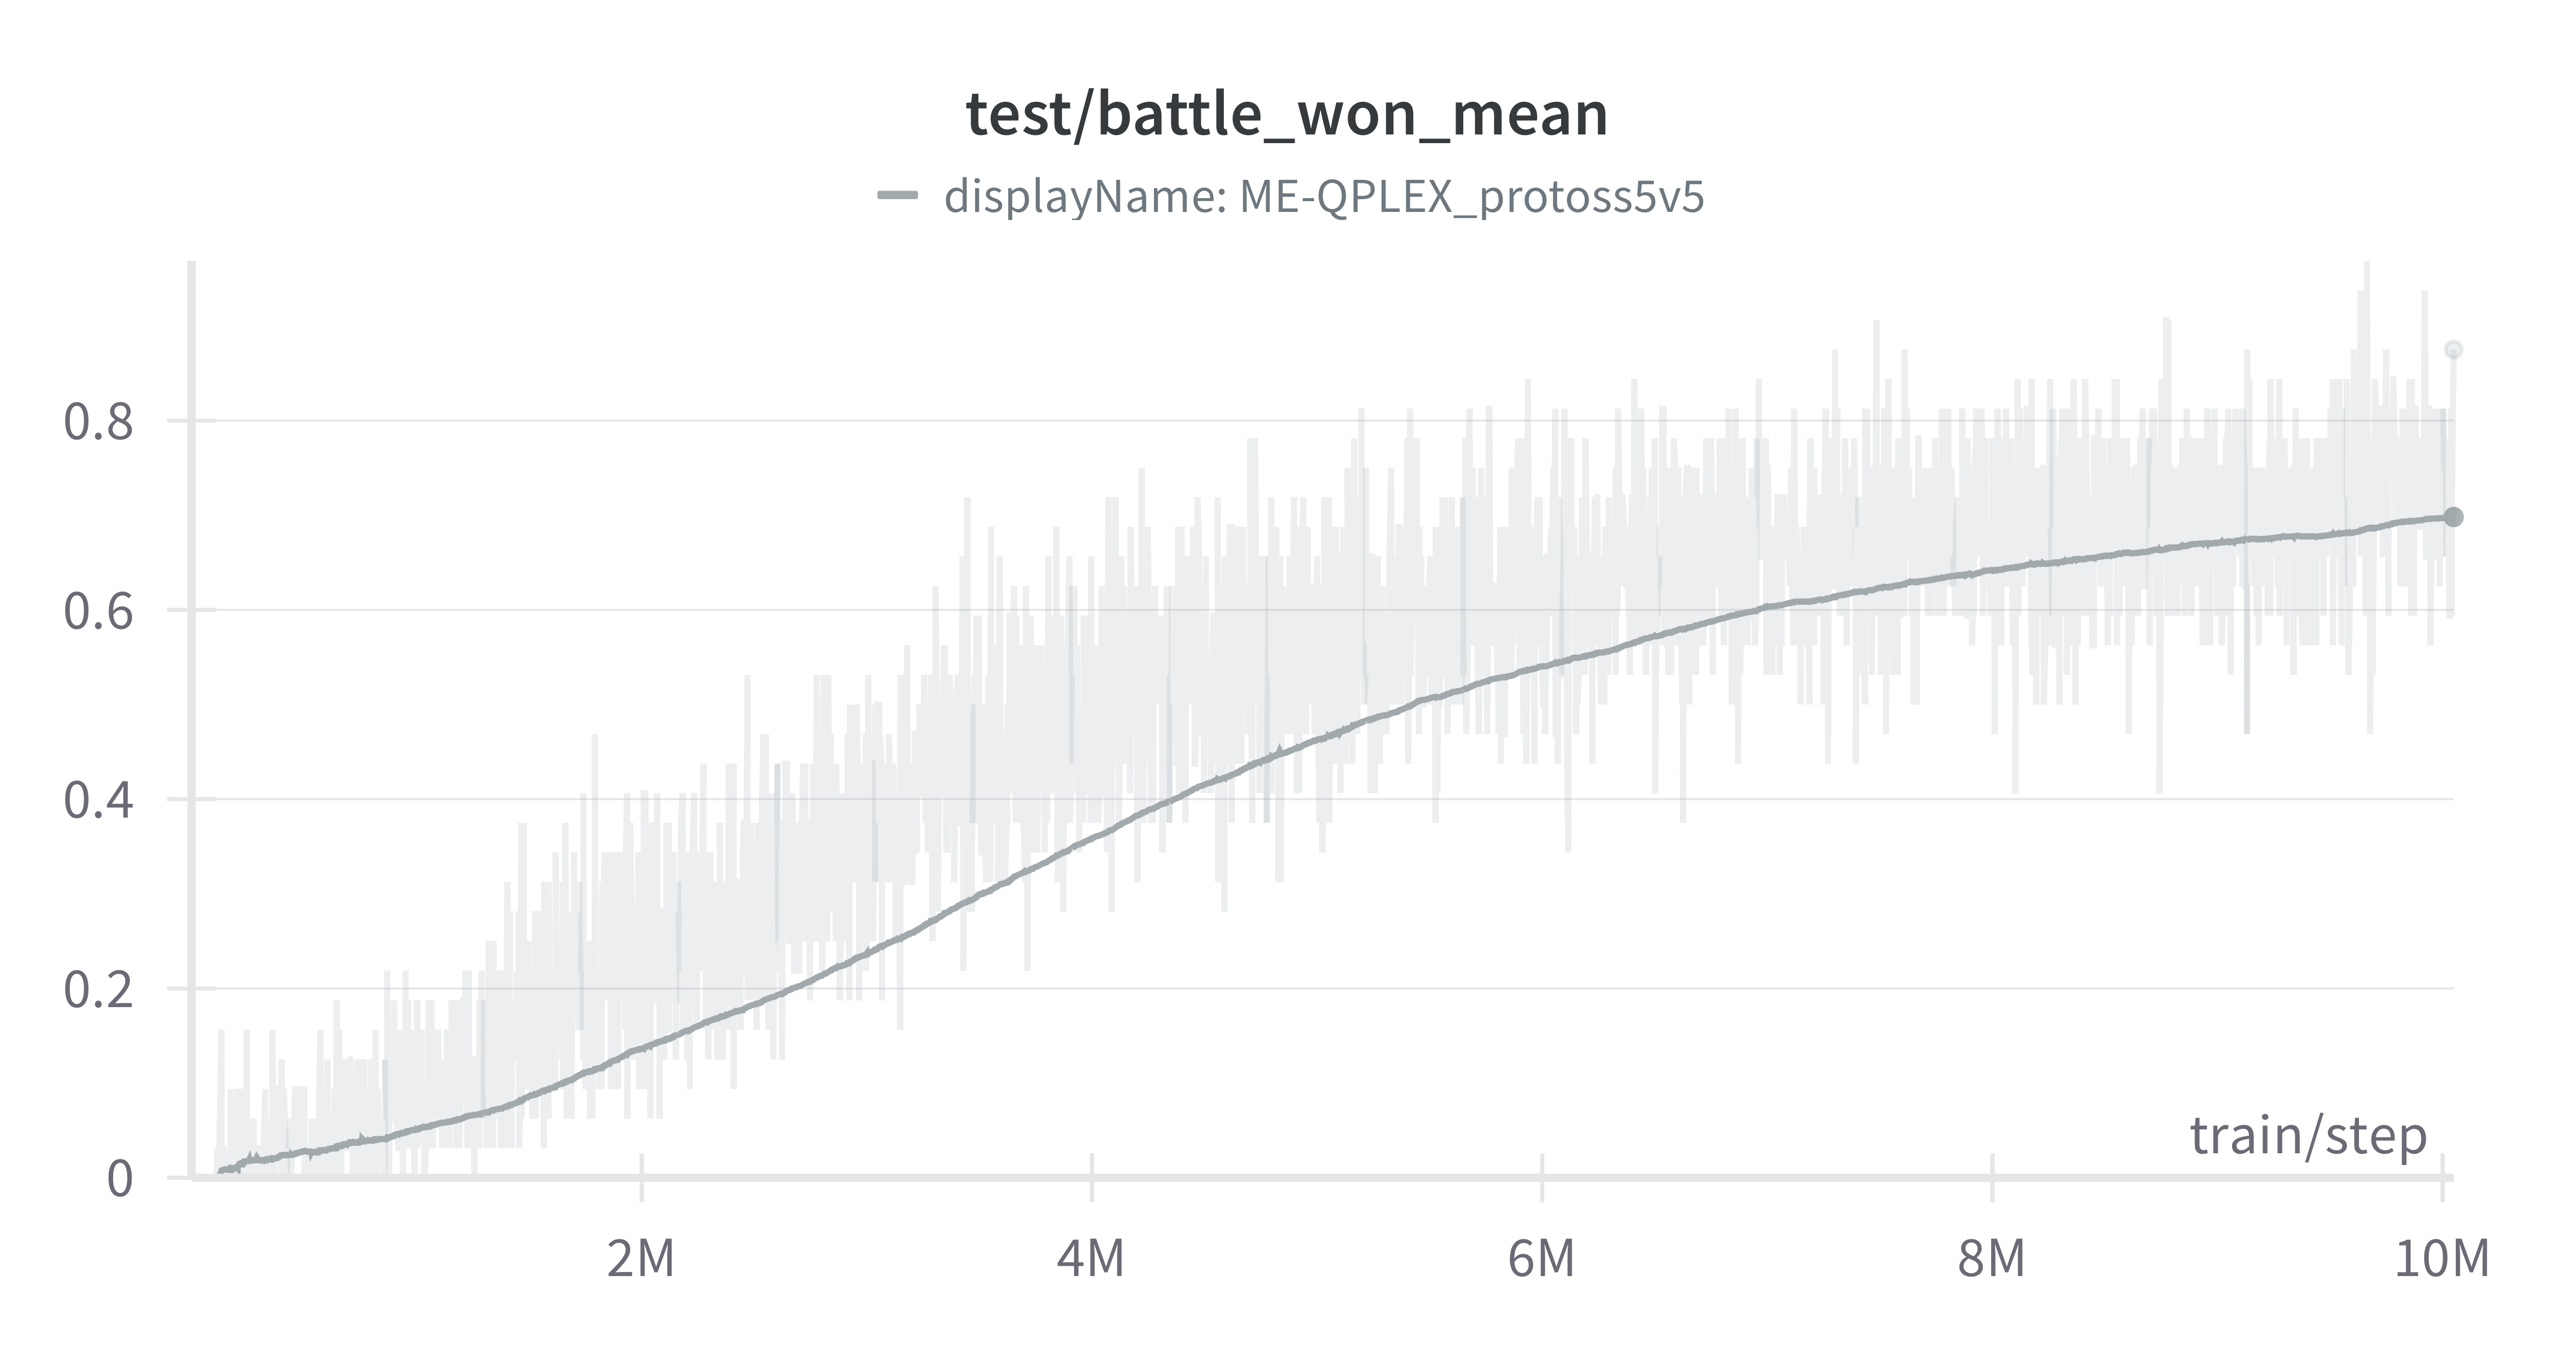 test/battle_won_mean
displayName: ME-QPLEX_protoss5v5
0.8
0.6
0.4
0.2
0
train/step
2M
4M
6M
8M
10M